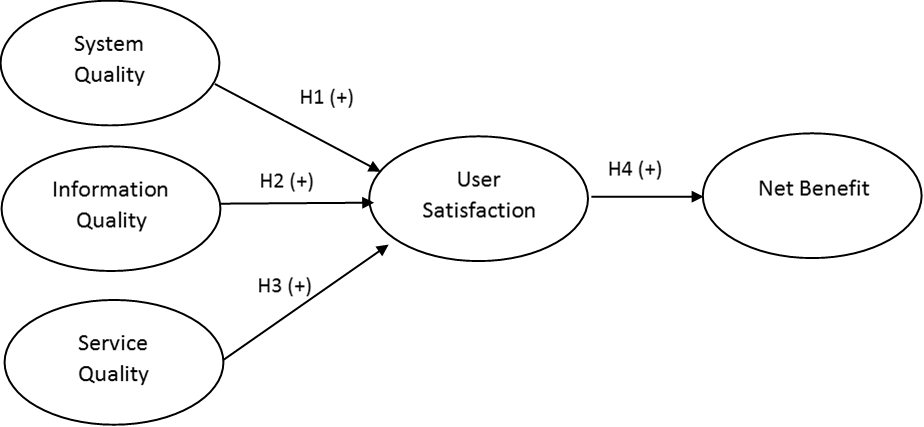 System
Quality
H1 (+)
Information
Quality
H2 (+)
User
Satisfaction
H4 (+)
Net Benefit
H3 (+)
Service
Quality